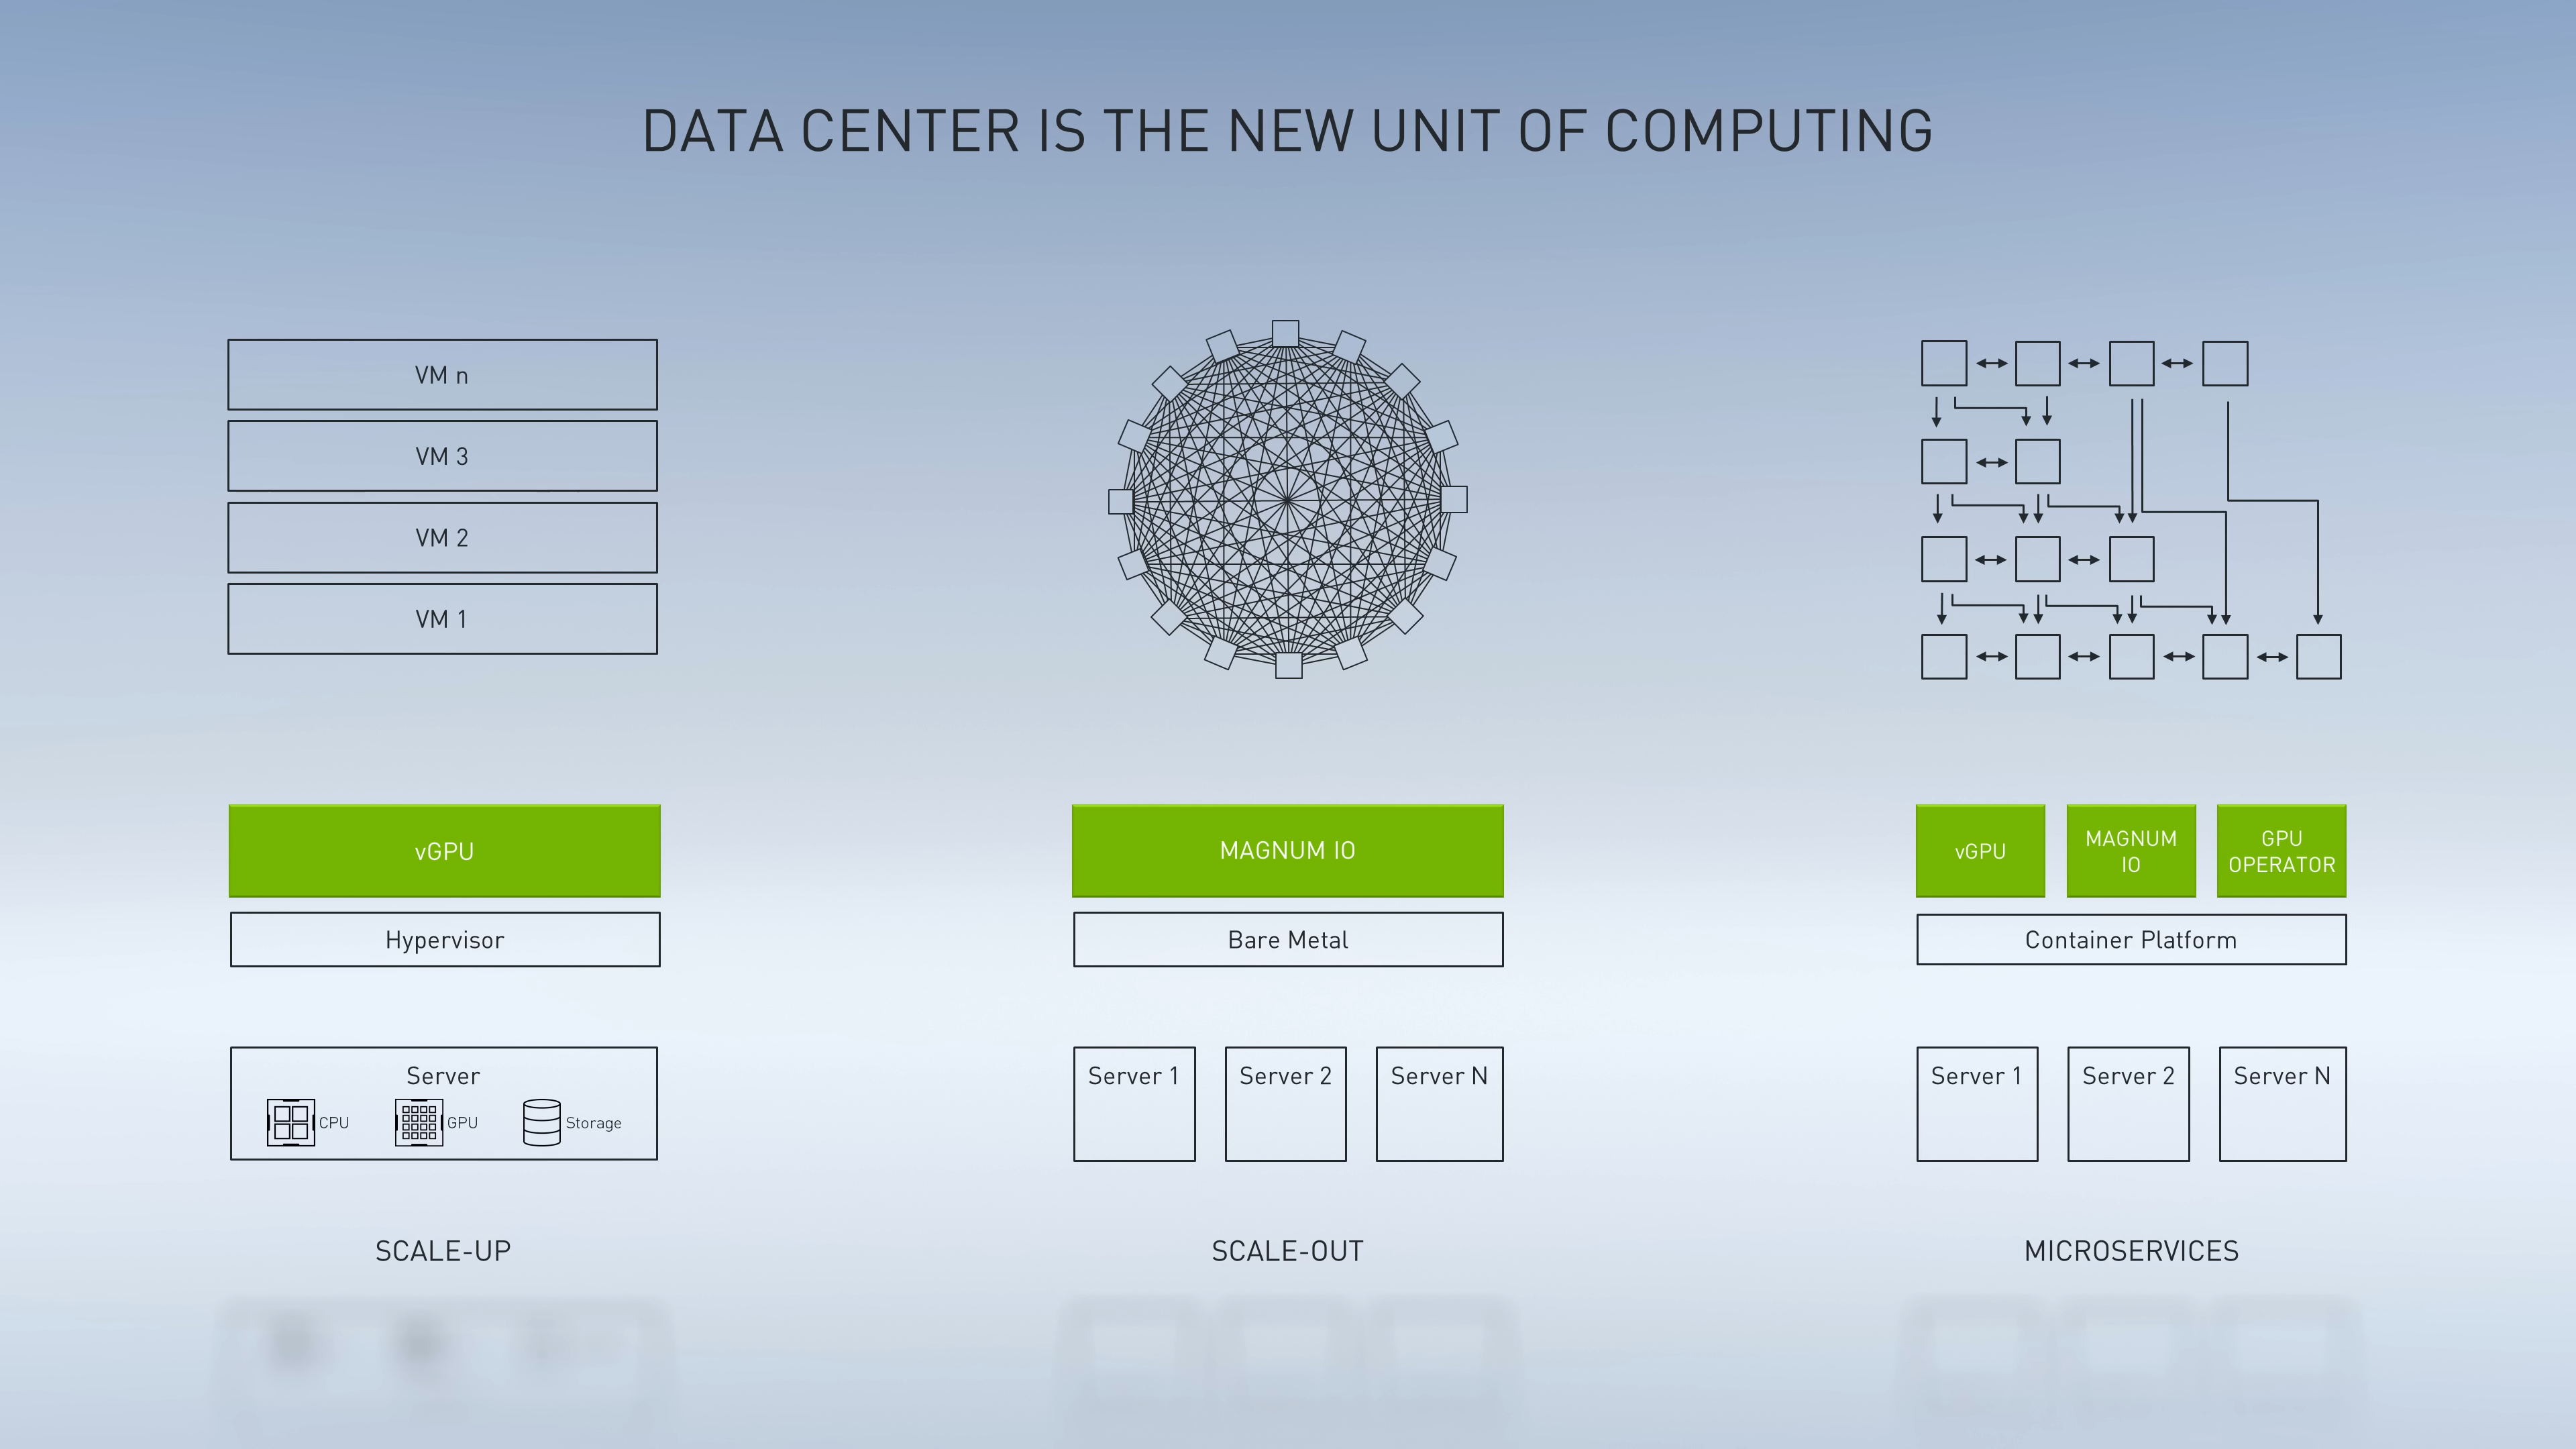 DATA CENTER IS THE NEW UNIT OF COMPUTING
VM n
VM 3
VM 2
VM 1
vGPU
Hypervisor
Server
CPU
GPU
Storage
SCALE-UP
MAGNUM IO
Bare Metal
Server 1
Server 2
Server N
SCALE-OUT
vGPU
MAGNUM
IO
GPU
OPERATOR
Container Platform
Server 1
Server 2
Server N
MICROSERVICES